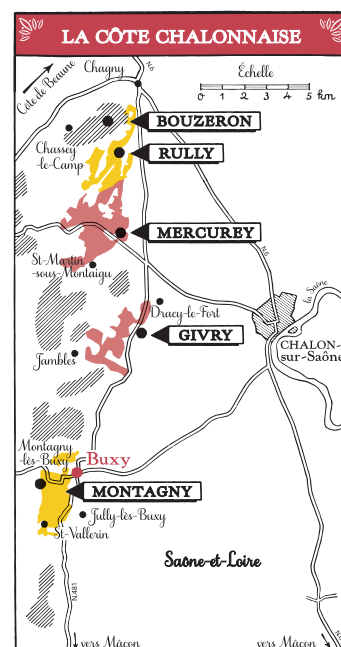 LA CÔTE CHALONNAISE
Côte de Beaune
Chagny
N6
Échelle
0 1 2 3 4 5 km
BOUZERON
Chassey
-le-Camp
RULLY
MERCUREY
N6
St-Martin
-sous-Montaigu
la Saône
Dracy-le-Fort
GIVRY
CHALON-
sur-Saône
Jambles
Montagny
-lès-Buxy
Buxy
MONTAGNY
Jully-lès-Buxy
St-Vallerin
Saône-et-Loire
N.481
vers Mâcon
vers Mâcon